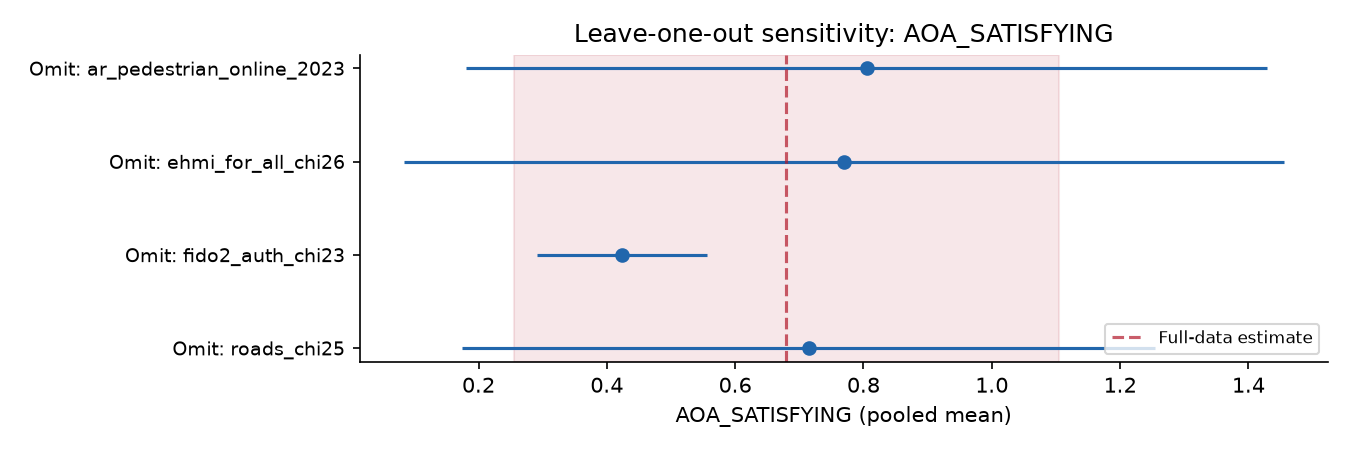 Leave-one-out sensitivity: AOA_SATISFYING
Omit: ar_pedestrian_online_2023
Omit: ehmi_for_all_chi26
Omit: fido2_auth_chi23
Omit: roads_chi25
Full-data estimate
0.2 0.4 0.6 0.8 1.0 1.2 1.4
AOA_SATISFYING (pooled mean)